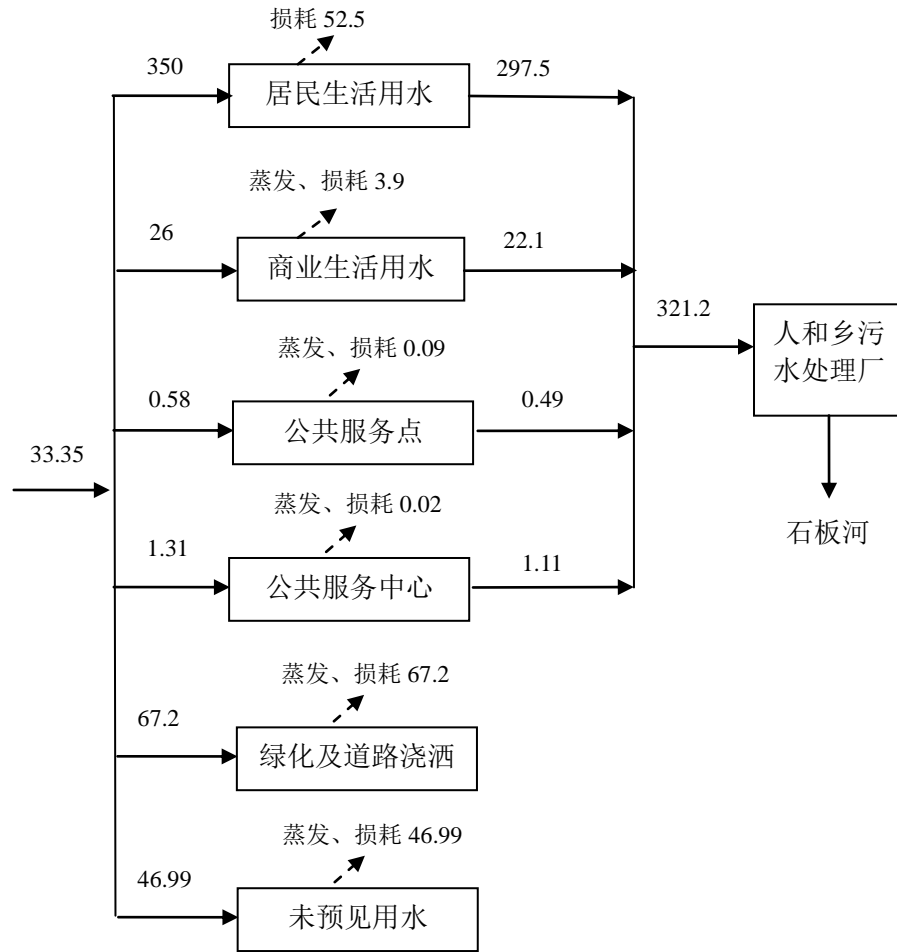 损耗 52.5
350
居民生活用水
297.5
蒸发、损耗 3.9
26
商业生活用水
22.1
蒸发、损耗 0.09
0.58
公共服务点
0.49
321.2
人和乡污
水处理厂
33.35
蒸发、损耗 0.02
1.31
公共服务中心
1.11
石板河
蒸发、损耗 67.2
67.2
绿化及道路浇洒
蒸发、损耗 46.99
46.99
未预见用水